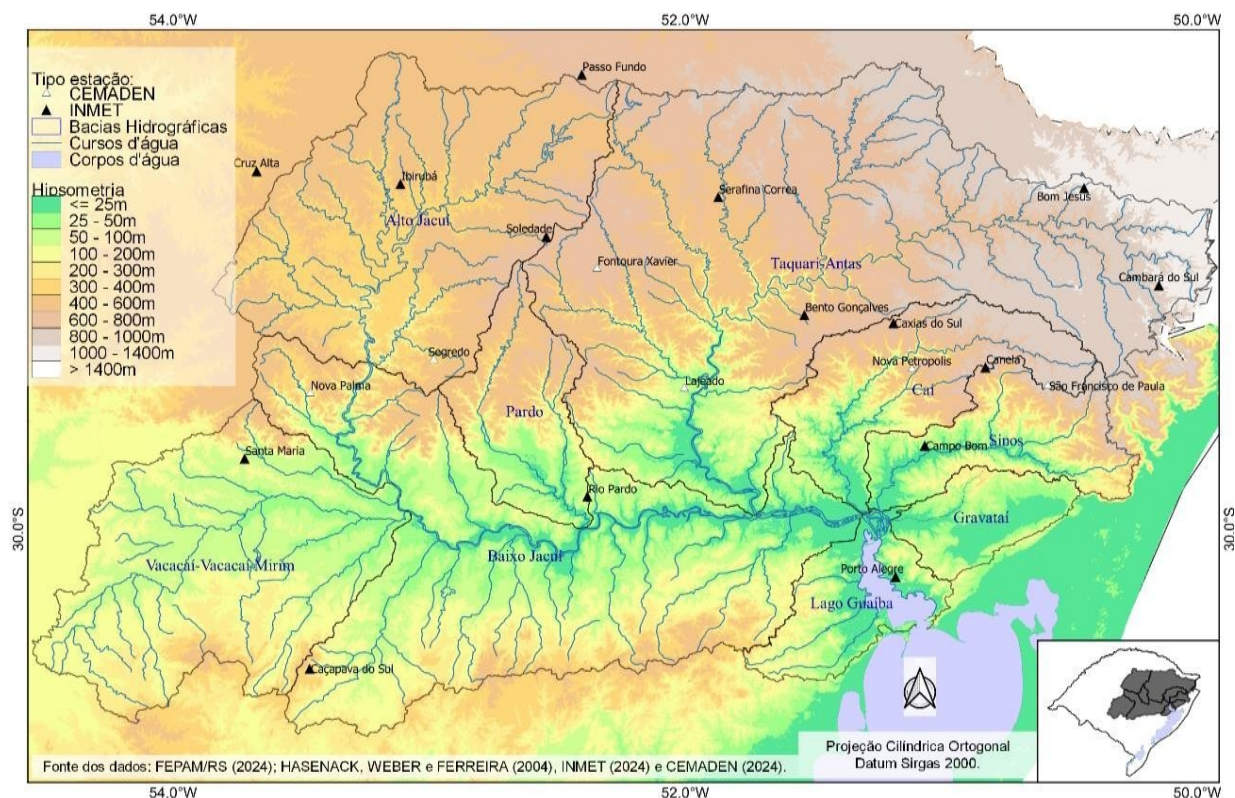 54.0°W 52.0°W 50.0°W
Tipo estação:
CEMADEN
INMET
Bacias Hidrográficas
Cursos d'água
Corpos d'água
Hipsometria
<= 25m
25 - 50m
50 - 100m
100 - 200m
200 - 300m
300 - 400m
400 - 600m
600 - 800m
800 - 1000m
1000 - 1400m
> 1400m
Passo Fundo
Cruz Alta
Ibirubá
Bom Jesus
Serafina Correa
Alto Jacuí
Soledade
Fontoura Xavier
Taquari-Antas
Cambará do Sul
Bento Gonçalves
Caxias do Sul
Segredo
Nova Petropolis
Canela
Nova Palma
Lajeado
Caí
São Francisco de Paula
Pardo
Sinos
Campo Bom
Santa Maria
Rio Pardo
Gravataí
30.0°S
30.0°S
Baixo Jacuí
Vacacaí-Vacacaí-Mirim
Porto Alegre
Lago Guaíba
Caçapava do Sul
Projeção Cilíndrica Ortogonal
Datum Sirgas 2000.
Fonte dos dados: FEPAM/RS (2024); HASENACK, WEBER e FERREIRA (2004), INMET (2024) e CEMADEN (2024).
54.0°W 52.0°W 50.0°W